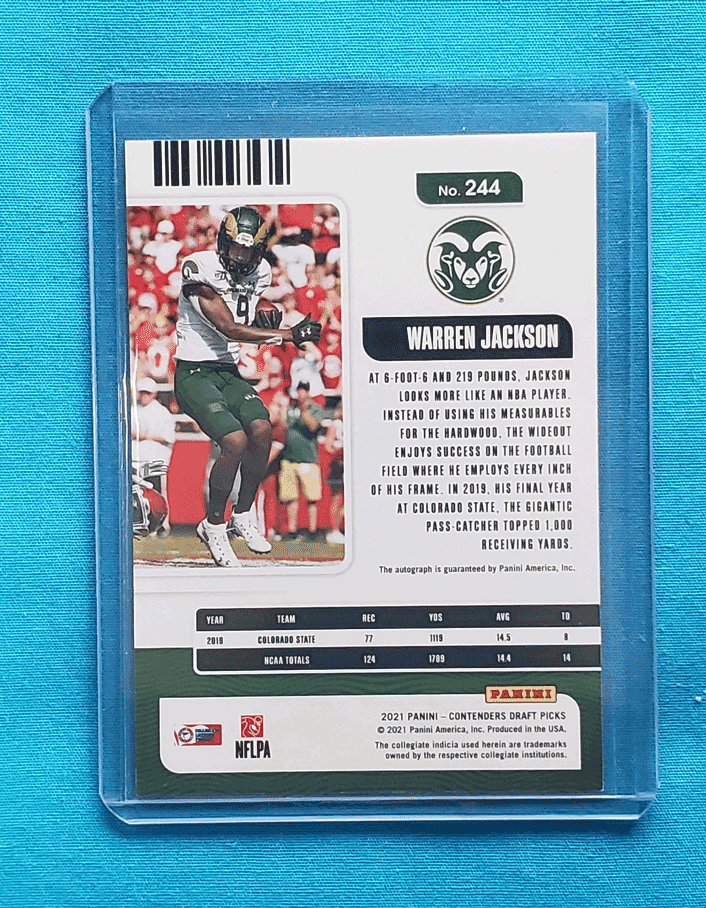 No. 244
WARREN JACKSON
AT 6-FOOT-6 AND 219 POUNDS, JACKSON
LOOKS MORE LIKE AN NBA PLAYER.
INSTEAD OF USING HIS MEASURABLES
FOR THE HARDWOOD, THE WIDEOUT
ENJOYS SUCCESS ON THE FOOTBALL
FIELD WHERE HE EMPLOYS EVERY INCH
OF HIS FRAME. IN 2019, HIS FINAL YEAR
AT COLORADO STATE, THE GIGANTIC
PASS-CATCHER TOPPED 1,000
RECEIVING YARDS.
The autograph is guaranteed by Panini America, Inc.
YEAR TEAM REC YDS AVG TD
2019 COLORADO STATE 77 1119 14.5 8
NCAA TOTALS 124 1789 14.4 14
PANINI
2021 PANINI – CONTENDERS DRAFT PICKS
© 2021 Panini America, Inc. Produced in the USA.
The collegiate indicia used herein are trademarks
owned by the respective collegiate institutions.
NFLPA
9